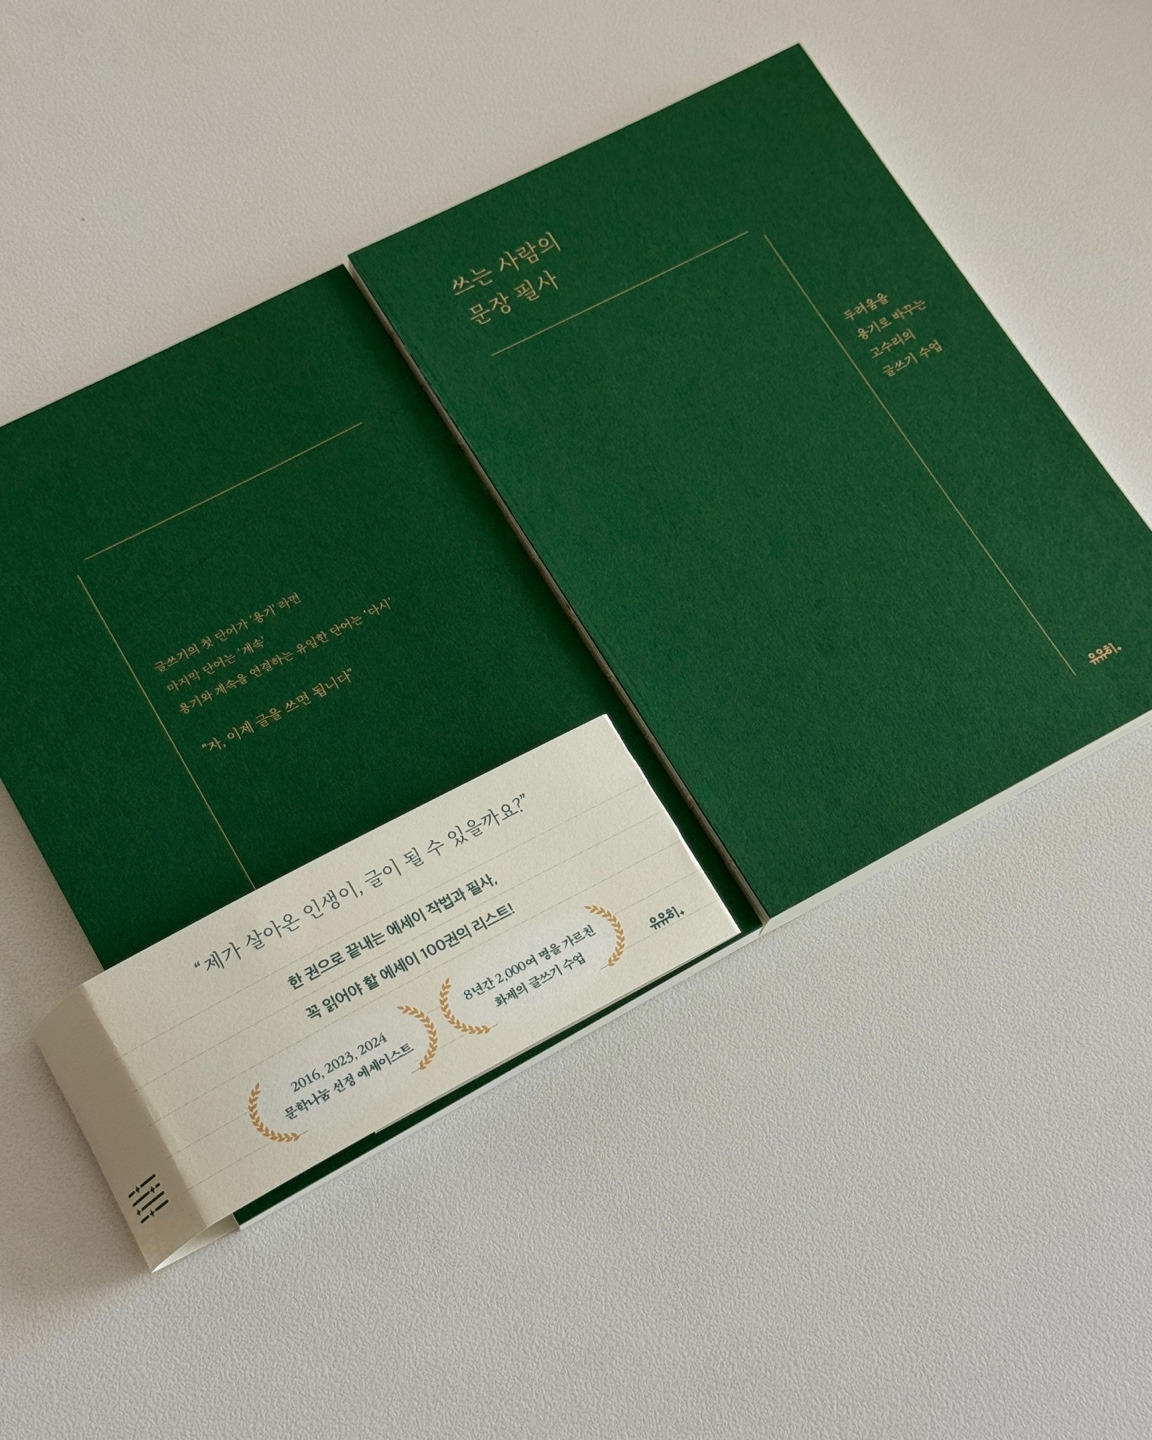 쓰는 사람의
문장 필사
두려움을
용기로 바꾸는
고수리의
글쓰기 수업
유유히
글쓰기의 첫 단어가 ‘용기’라면
마지막 단어는 ‘계속’
용기와 계속을 연결하는 유일한 단어는 ‘다시’
“자, 이제 글을 쓰면 됩니다”
“제가 살아온 인생이, 글이 될 수 있을까요?”
한 권으로 끝내는 에세이 작법과 필사,
꼭 읽어야 할 에세이 100권의 리스트!
2016, 2023, 2024
문학나눔 선정 에세이스트
8년간 2,000여 명을 가르친
화제의 글쓰기 수업
유유히